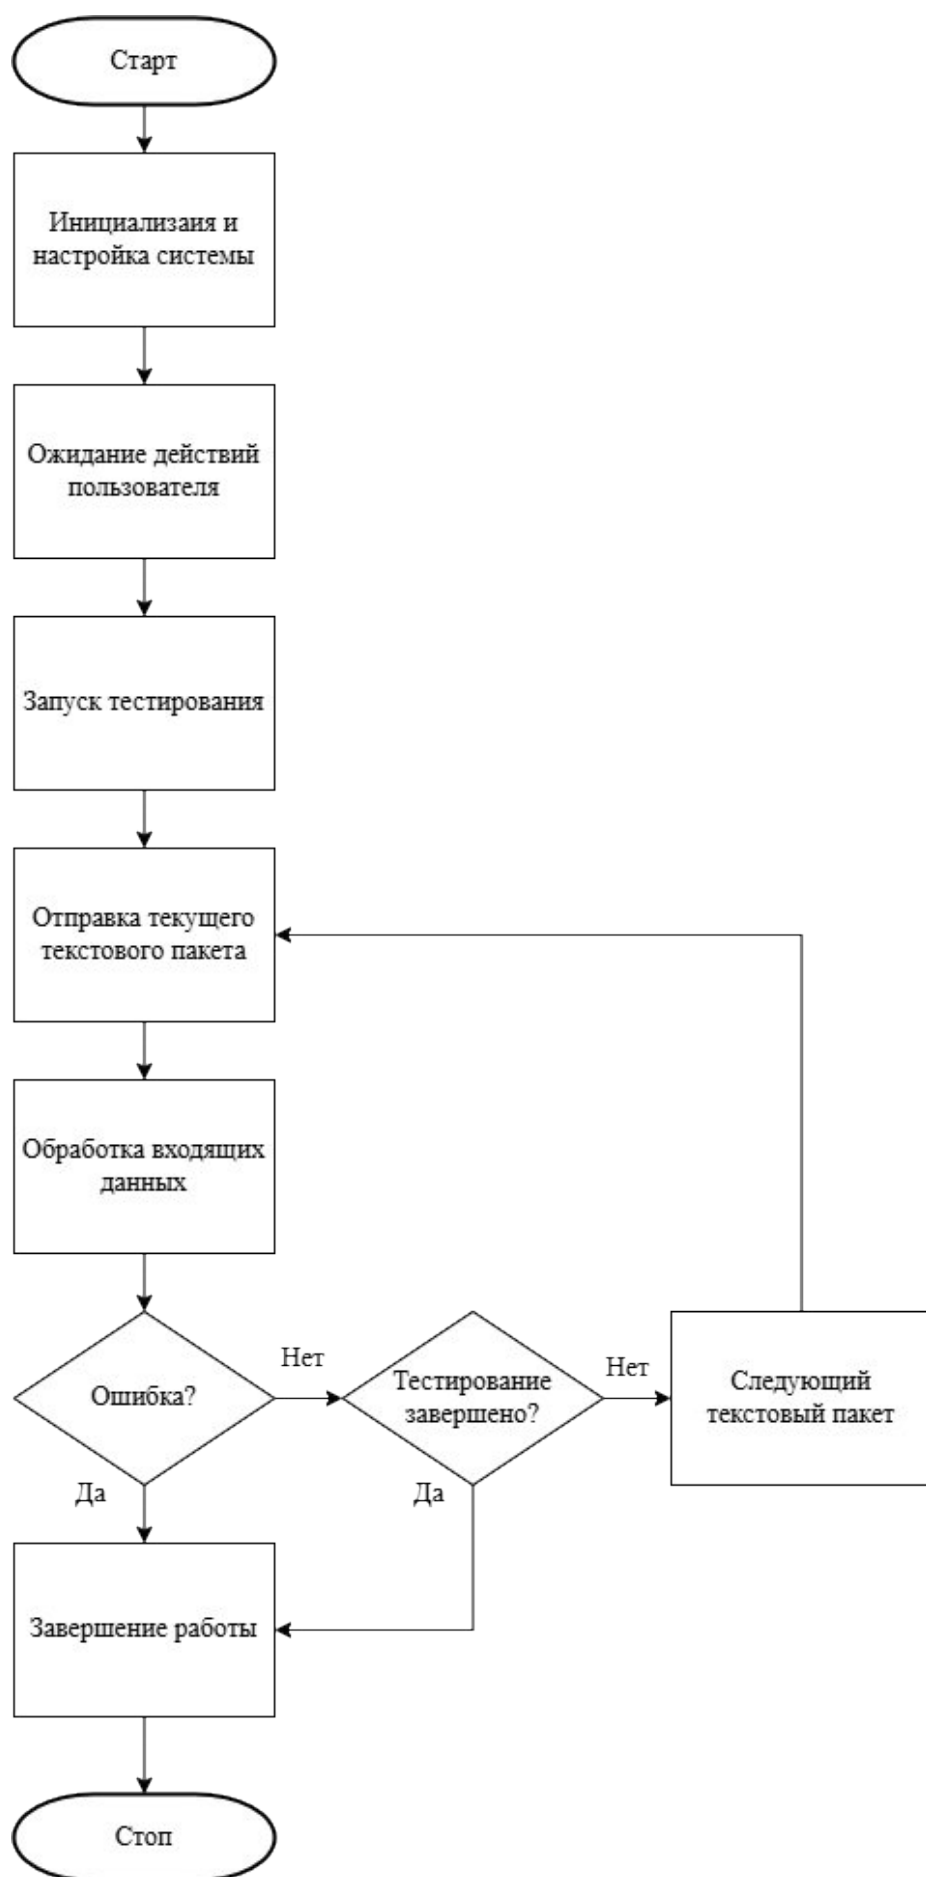 Старт
Инициализаия и
настройка системы
Ожидание действий
пользователя
Запуск тестирования
Отправка текущего
текстового пакета
Обработка входящих
данных
Ошибка?
Нет
Тестирование
завершено?
Нет
Следующий
текстовый пакет
Да
Да
Завершение работы
Стоп